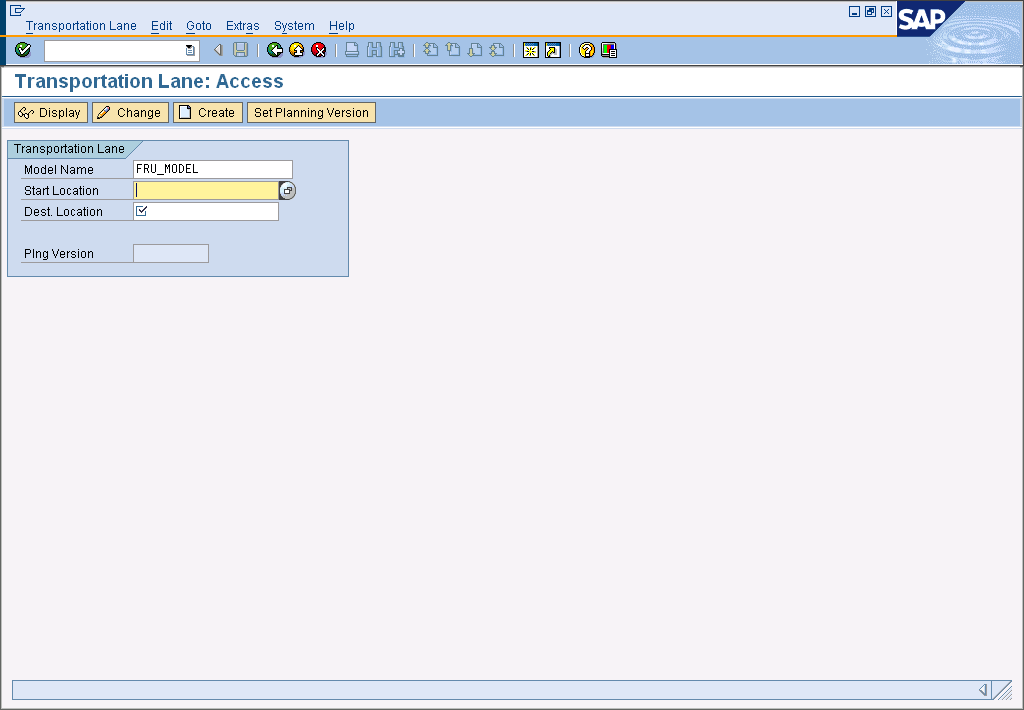 Transportation Lane Edit Goto Extras System Help
SAP
Transportation Lane: Access
Display Change Create Set Planning Version
Transportation Lane
Model Name FRU_MODEL
Start Location
Dest. Location
Plng Version